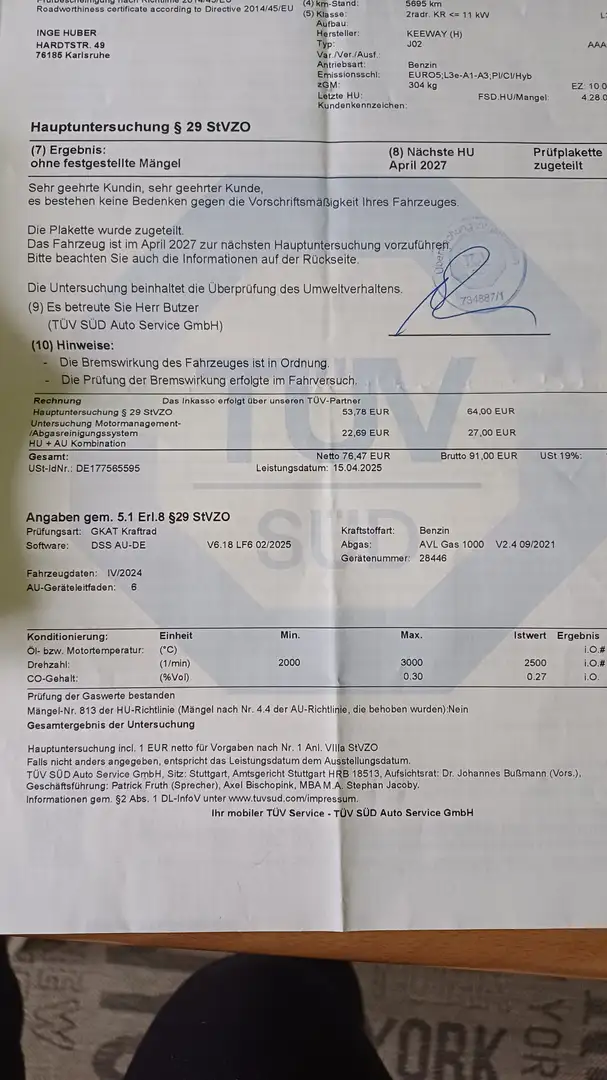 Roadworthiness certificate according to Directive 2014/45/EU
INGE HUBER
HARDTSTR. 49
76185 Karlsruhe
(4) km-Stand: 5695 km
(5) Klasse: 2radr. KR <= 11 kW
Aufbau:
Hersteller: KEEWAY (H)
Typ: J02 AAA
Var./Ver./Ausf.:
Antriebsart: Benzin
Emissionsschl: EURO5;L3e-A1-A3,PI/CI/Hyb
zGM: 304 kg EZ: 10.0
Letzte HU: FSD.HU/Mangel: 4.28.0
Kundenkennzeichen:
Hauptuntersuchung § 29 StVZO
(7) Ergebnis: (8) Nächste HU Prüfplakette
ohne festgestellte Mängel April 2027 zugeteilt
Sehr geehrte Kundin, sehr geehrter Kunde,
es bestehen keine Bedenken gegen die Vorschriftsmäßigkeit Ihres Fahrzeuges.
Die Plakette wurde zugeteilt.
Das Fahrzeug ist im April 2027 zur nächsten Hauptuntersuchung vorzuführen.
Bitte beachten Sie auch die Informationen auf der Rückseite.
Die Untersuchung beinhaltet die Überprüfung des Umweltverhaltens.
734887/1
(9) Es betreute Sie Herr Butzer
(TÜV SÜD Auto Service GmbH)
(10) Hinweise:
- Die Bremswirkung des Fahrzeuges ist in Ordnung.
- Die Prüfung der Bremswirkung erfolgte im Fahrversuch.
Rechnung Das Inkasso erfolgt über unseren TÜV-Partner
Hauptuntersuchung § 29 StVZO 53,78 EUR 64,00 EUR
Untersuchung Motormanagement-
/Abgasreinigungssystem 22,69 EUR 27,00 EUR
HU + AU Kombination
Gesamt: Netto 76,47 EUR Brutto 91,00 EUR USt 19%:
USt-IdNr.: DE177565595 Leistungsdatum: 15.04.2025
TÜV
SÜD
Angaben gem. 5.1 Erl.8 §29 StVZO
Prüfungsart: GKAT Kraftrad Kraftstoffart: Benzin
Software: DSS AU-DE V6.18 LF6 02/2025 Abgas: AVL Gas 1000 V2.4 09/2021
Gerätenummer: 28446
Fahrzeugdaten: IV/2024
AU-Geräteleitfaden: 6
Konditionierung: Einheit Min. Max. Istwert Ergebnis
Öl- bzw. Motortemperatur: (°C) i.O.#
Drehzahl: (1/min) 2000 3000 2500 i.O.#
CO-Gehalt: (%Vol) 0.30 0.27 i.O.
Prüfung der Gaswerte bestanden
Mängel-Nr. 813 der HU-Richtlinie (Mängel nach Nr. 4.4 der AU-Richtlinie, die behoben wurden):Nein
Gesamtergebnis der Untersuchung
Hauptuntersuchung incl. 1 EUR netto für Vorgaben nach Nr. 1 Anl. VIIIa StVZO
Falls nicht anders angegeben, entspricht das Leistungsdatum dem Ausstellungsdatum.
TÜV SÜD Auto Service GmbH, Sitz: Stuttgart, Amtsgericht Stuttgart HRB 18513, Aufsichtsrat: Dr. Johannes Bußmann (Vors.),
Geschäftsführung: Patrick Fruth (Sprecher), Axel Bischopink, MBA M.A. Stephan Jacoby.
Informationen gem. §2 Abs. 1 DL-InfoV unter www.tuvsud.com/impressum.
Ihr mobiler TÜV Service - TÜV SÜD Auto Service GmbH
YORK
YORK